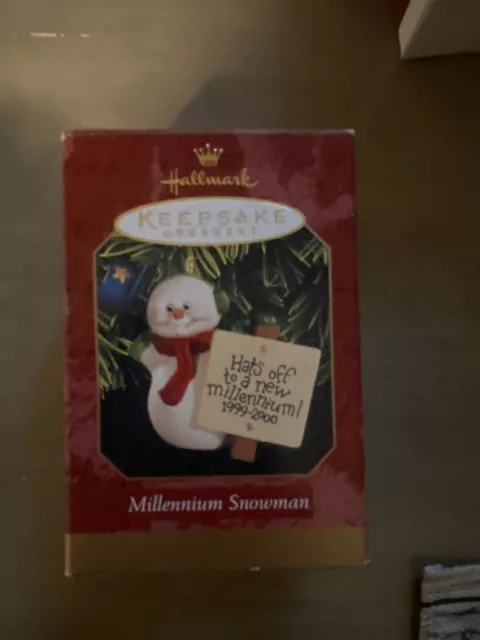 Hallmark
KEEPSAKE
ORNAMENT
Hats off
to a new
millennium!
1999-2000
Millennium Snowman